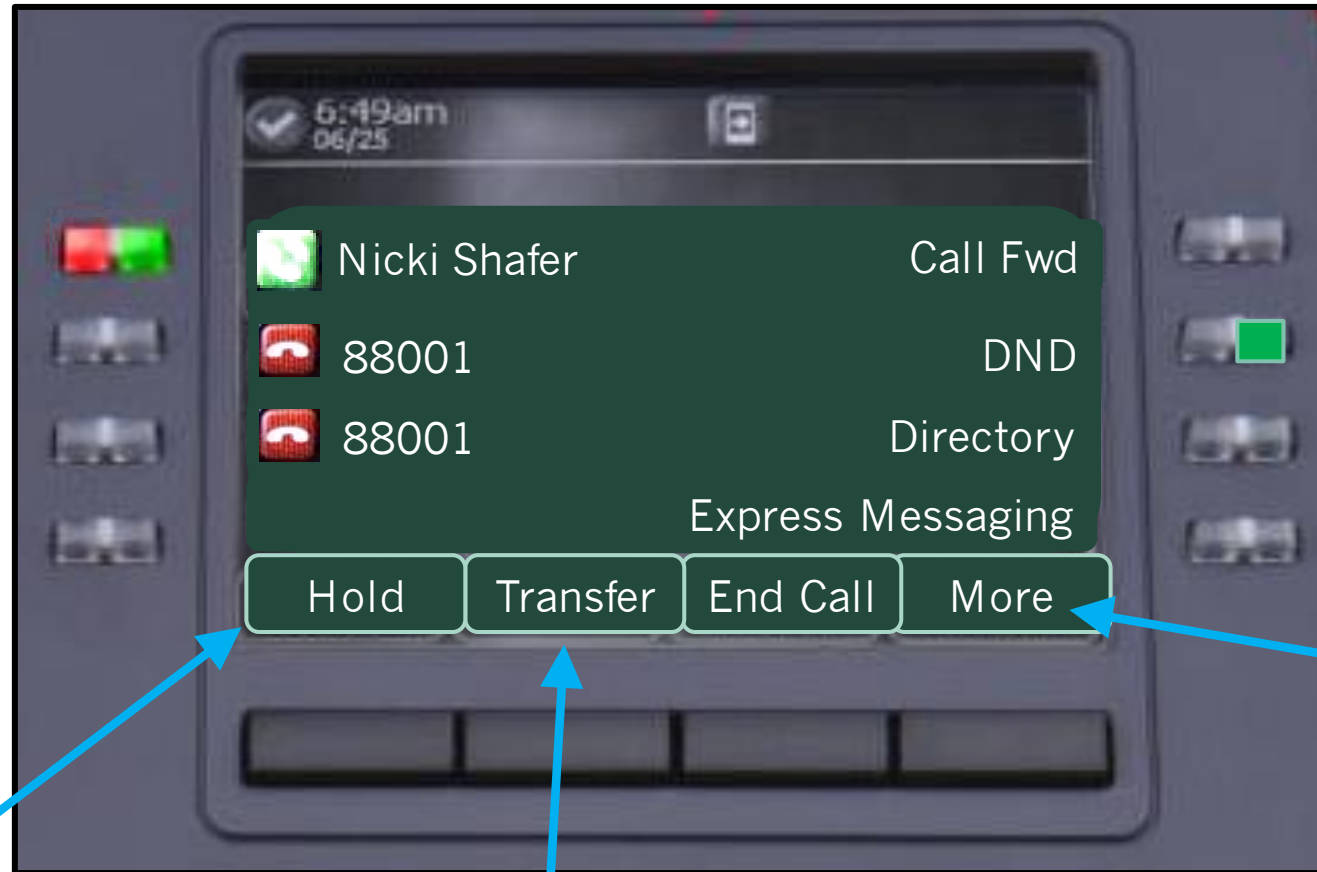 6:49am
06/25
Nicki Shafer Call Fwd
88001 DND
88001 Directory
Express Messaging
Hold Transfer End Call More